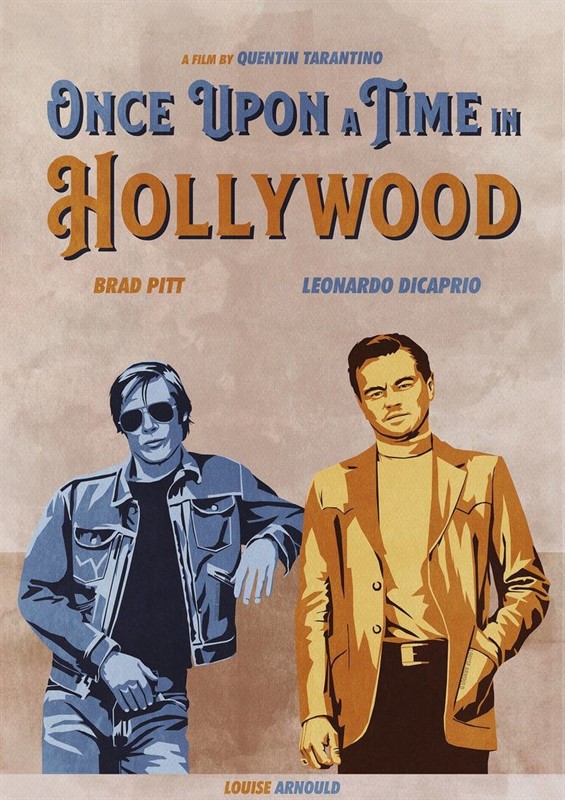 A FILM BY QUENTIN TARANTINO
ONCE UPON A TIME IN
HOLLYWOOD
BRAD PITT LEONARDO DICAPRIO
LOUISE ARNOULD